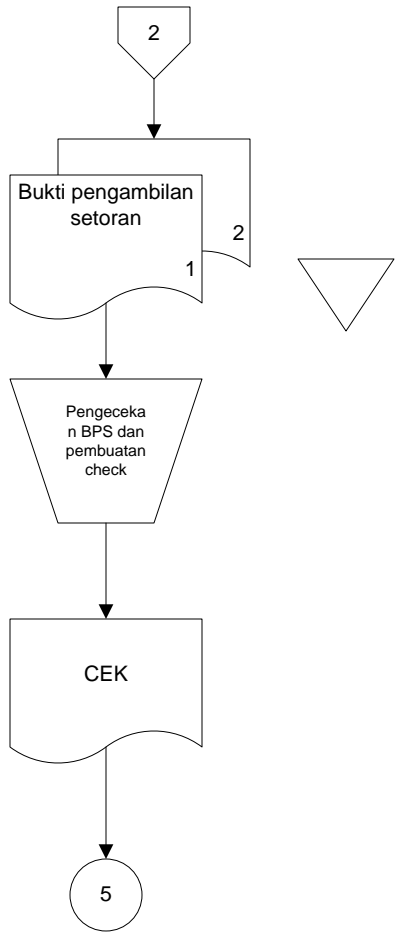 2
Bukti pengambilan
setoran
2
1
Pengeceka
n BPS dan
pembuatan
check
CEK
5